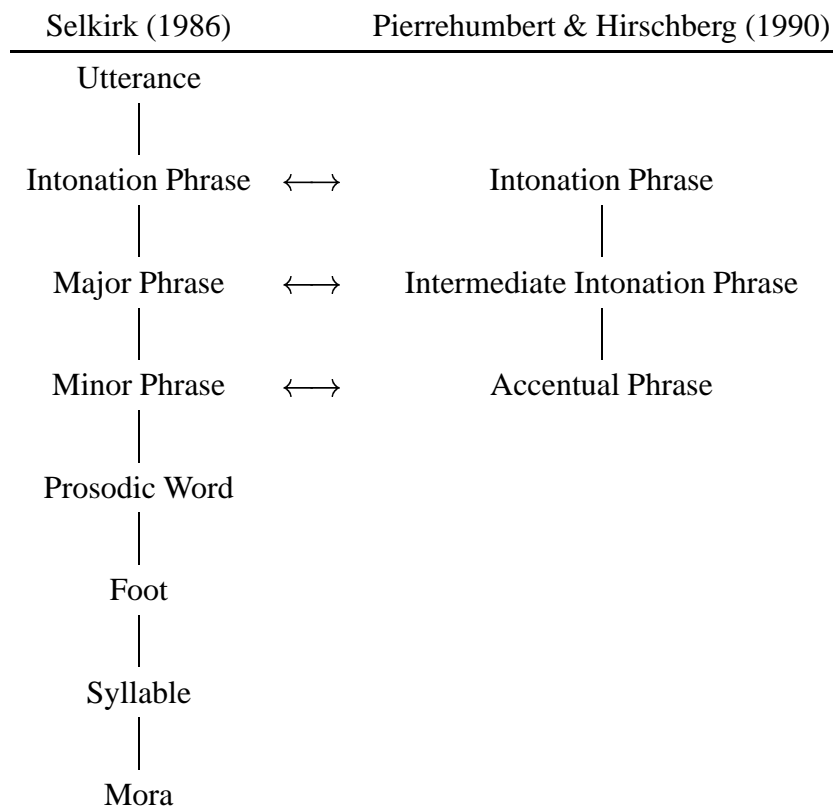 Selkirk (1986) Pierrehumbert & Hirschberg (1990)
Utterance
Intonation Phrase ⟷ Intonation Phrase
Major Phrase ⟷ Intermediate Intonation Phrase
Minor Phrase ⟷ Accentual Phrase
Prosodic Word
Foot
Syllable
Mora